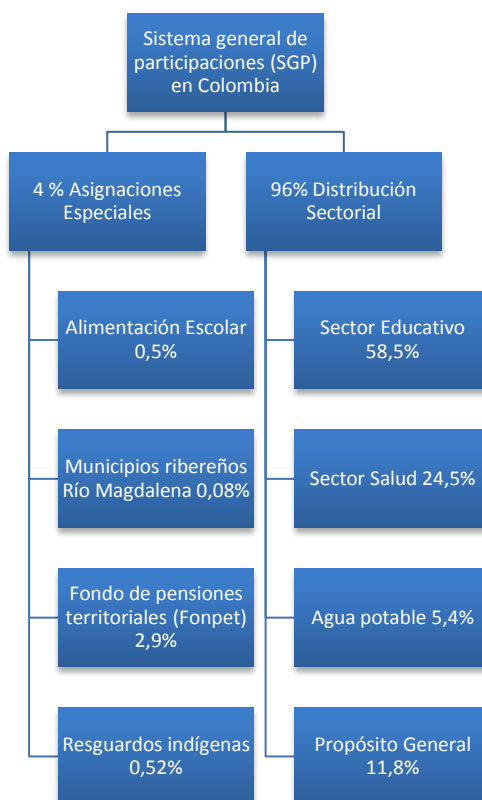 Sistema general de
participaciones (SGP)
en Colombia
4 % Asignaciones
Especiales
96% Distribución
Sectorial
Alimentación Escolar
0,5%
Sector Educativo
58,5%
Municipios ribereños
Río Magdalena 0,08%
Sector Salud 24,5%
Fondo de pensiones
territoriales (Fonpet)
2,9%
Agua potable 5,4%
Resguardos indígenas
0,52%
Propósito General
11,8%